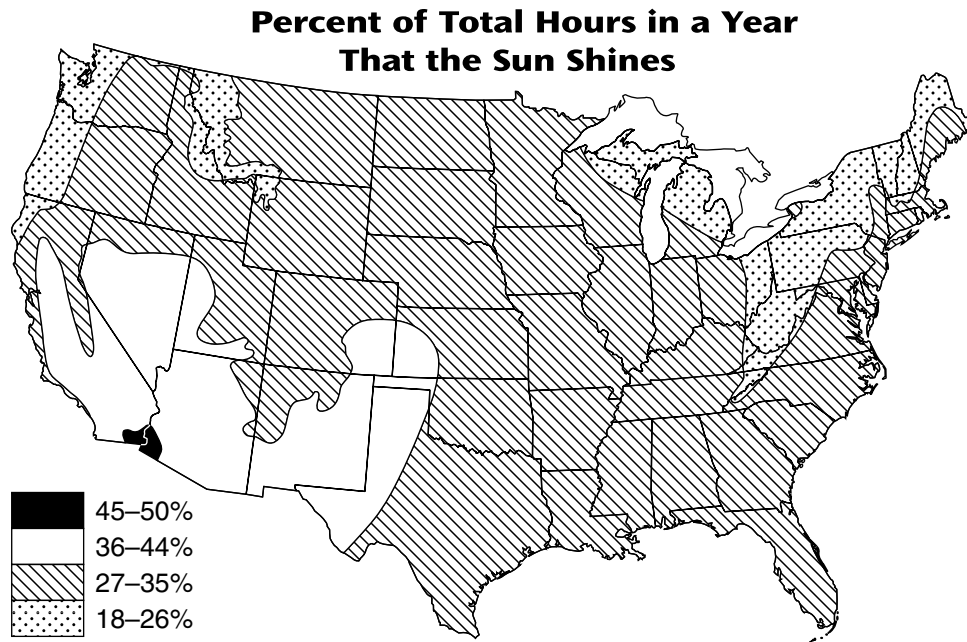 Percent of Total Hours in a Year
That the Sun Shines
45–50%
36–44%
27–35%
18–26%